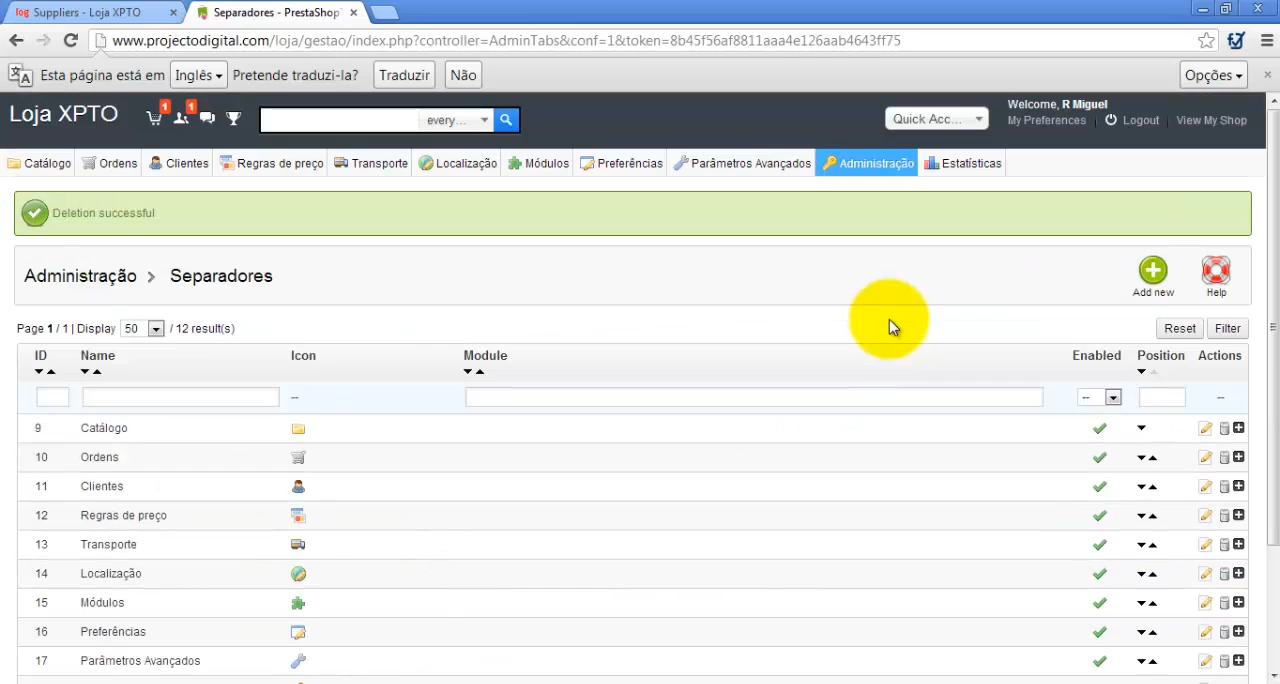 log Suppliers - Loja XPTO × Separadores - PrestaShop ×
www.projectodigital.com/loja/gestao/index.php?controller=AdminTabs&conf=1&token=8b45f56af8811aaa4e126aab4643ff75
Esta página está em Inglês Pretende traduzi-la? Traduzir Não Opções ×
Loja XPTO 1 1 every... Quick Acc... Welcome, R Miguel
My Preferences | Logout | View My Shop
Catálogo Ordens Clientes Regras de preço Transporte Localização Módulos Preferências Parâmetros Avançados Administração Estatísticas
Deletion successful
Administração > Separadores
Add new Help
Page 1 / 1 | Display 50 / 12 result(s) Reset Filter
ID Name Icon Module Enabled Position Actions
-- -- --
9 Catálogo
10 Ordens
11 Clientes
12 Regras de preço
13 Transporte
14 Localização
15 Módulos
16 Preferências
17 Parâmetros Avançados